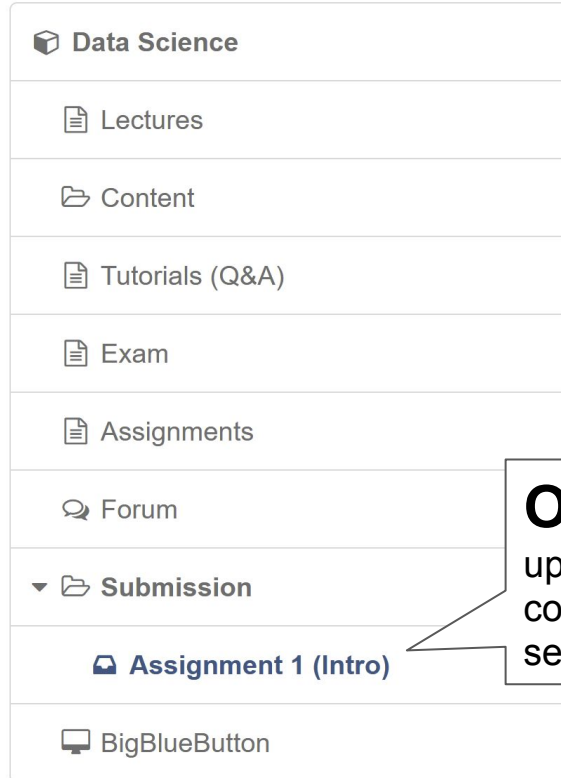 Data Science
Lectures
Content
Tutorials (Q&A)
Exam
Assignments
Forum
Submission
Assignment 1 (Intro)
BigBlueButton